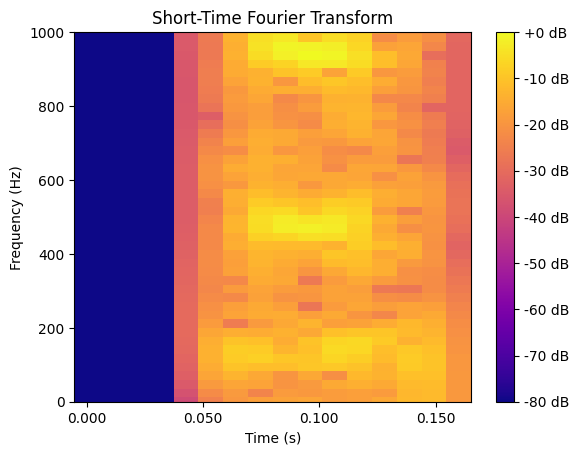 Short-Time Fourier Transform
1000
800
600
400
200
0
Frequency (Hz)
0.000
0.050
0.100
0.150
Time (s)
+0 dB
-10 dB
-20 dB
-30 dB
-40 dB
-50 dB
-60 dB
-70 dB
-80 dB